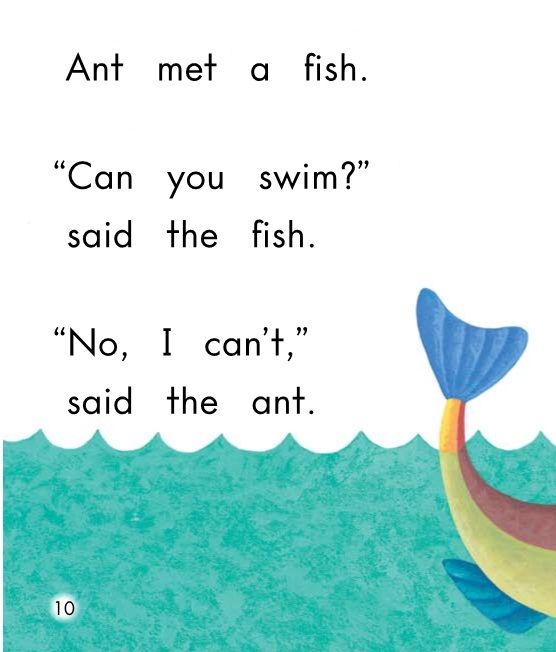 Ant met a fish.
“Can you swim?”
said the fish.
“No, I can’t,”
said the ant.
10